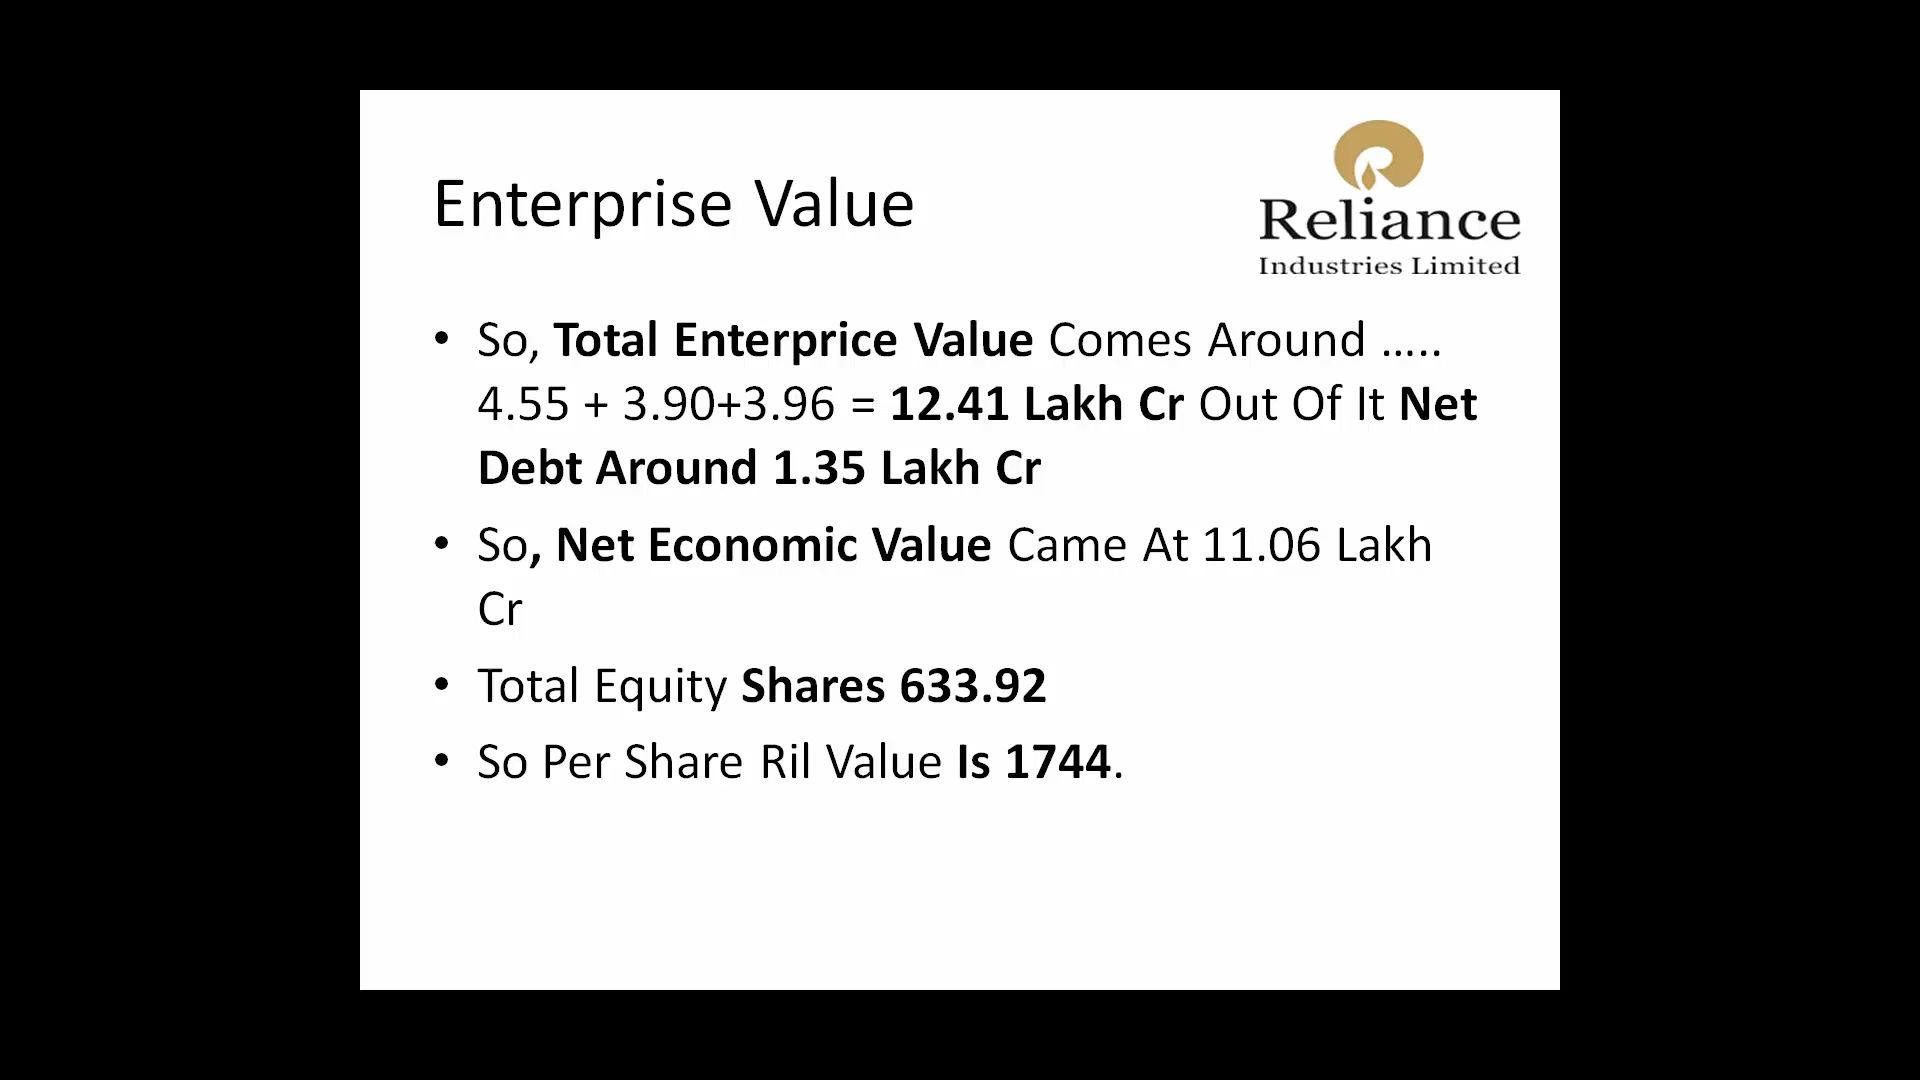 Enterprise Value
Reliance
Industries Limited
• So, Total Enterprice Value Comes Around …..
4.55 + 3.90+3.96 = 12.41 Lakh Cr Out Of It Net
Debt Around 1.35 Lakh Cr
• So, Net Economic Value Came At 11.06 Lakh
Cr
• Total Equity Shares 633.92
• So Per Share Ril Value Is 1744.